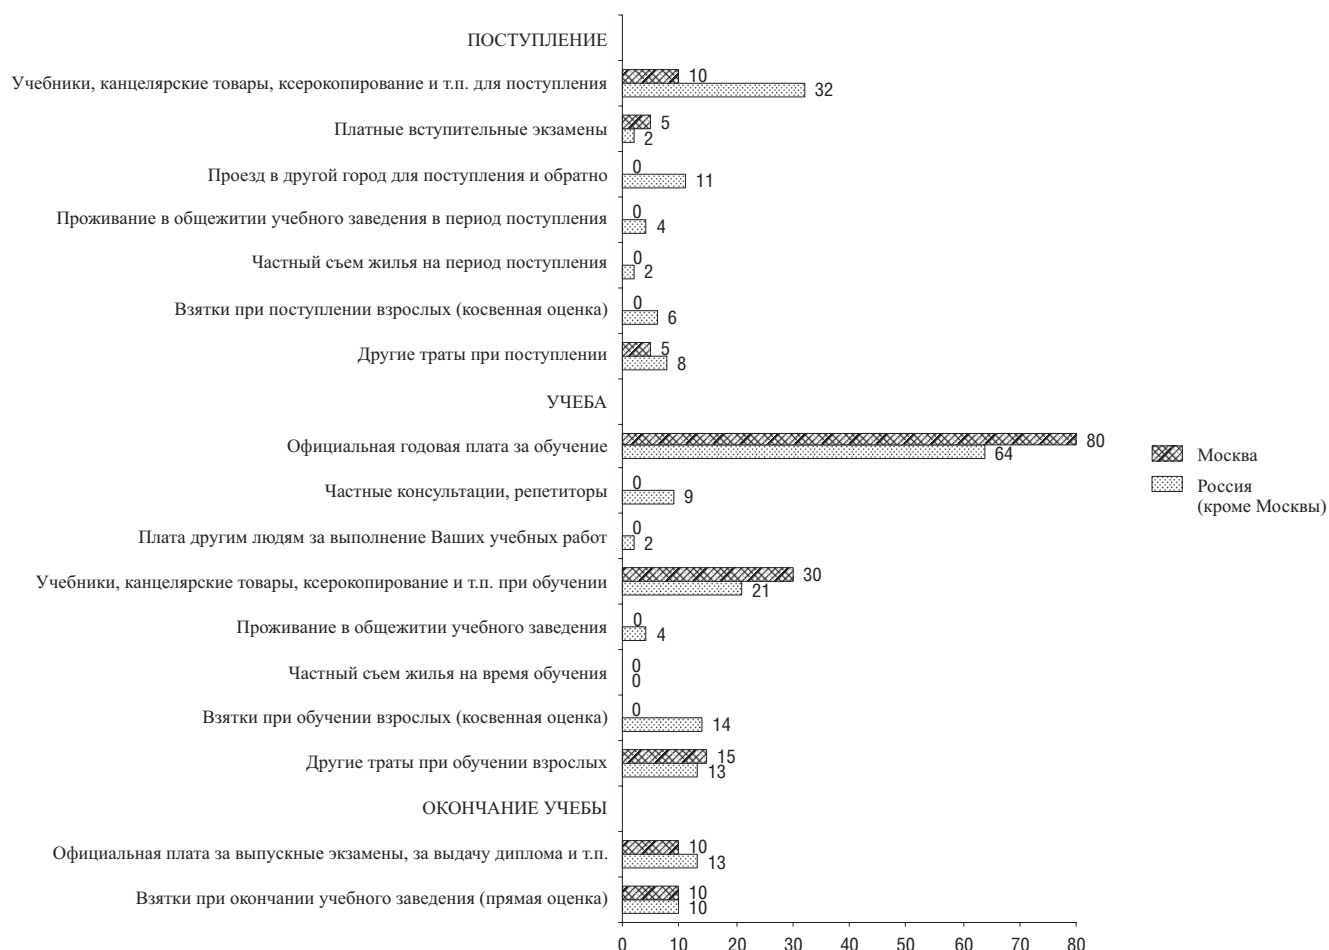 ПОСТУПЛЕНИЕ
Учебники, канцелярские товары, ксерокопирование и т.п. для поступления
10
32
Платные вступительные экзамены
5
2
Проезд в другой город для поступления и обратно
0
11
Проживание в общежитии учебного заведения в период поступления
0
4
Частный съем жилья на период поступления
0
2
Взятки при поступлении взрослых (косвенная оценка)
0
6
Другие траты при поступлении
5
8
УЧЕБА
Официальная годовая плата за обучение
80
64
Частные консультации, репетиторы
0
9
Плата другим людям за выполнение Ваших учебных работ
0
2
Учебники, канцелярские товары, ксерокопирование и т.п. при обучении
30
21
Проживание в общежитии учебного заведения
0
4
Частный съем жилья на время обучения
0
0
Взятки при обучении взрослых (косвенная оценка)
0
14
Другие траты при обучении взрослых
15
13
ОКОНЧАНИЕ УЧЕБЫ
Официальная плата за выпускные экзамены, за выдачу диплома и т.п.
10
13
Взятки при окончании учебного заведения (прямая оценка)
10
10
0 10 20 30 40 50 60 70 80
Москва
Россия
(кроме Москвы)